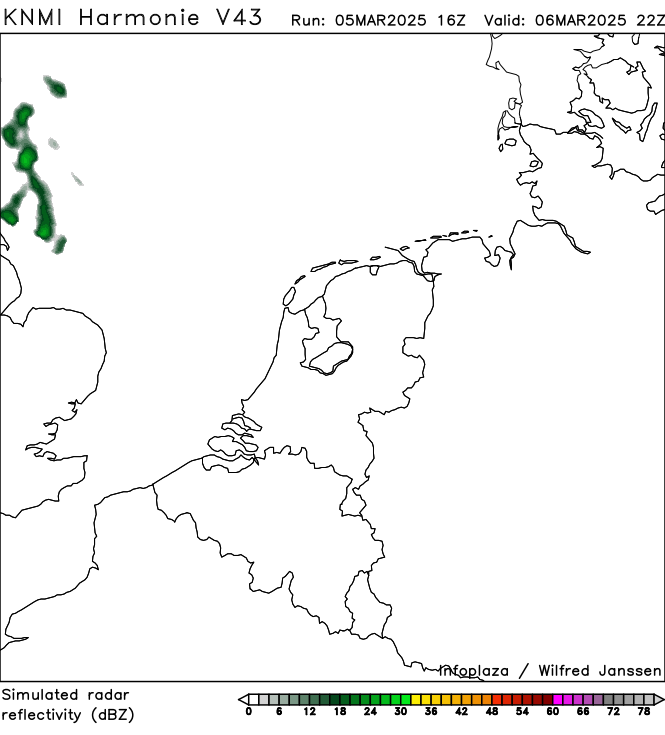 KNMI Harmonie V43 Run: 05MAR2025 16Z Valid: 06MAR2025 22Z
infoplaza / Wilfred Janssen
Simulated radar
reflectivity (dBZ)
0 6 12 18 24 30 36 42 48 54 60 66 72 78